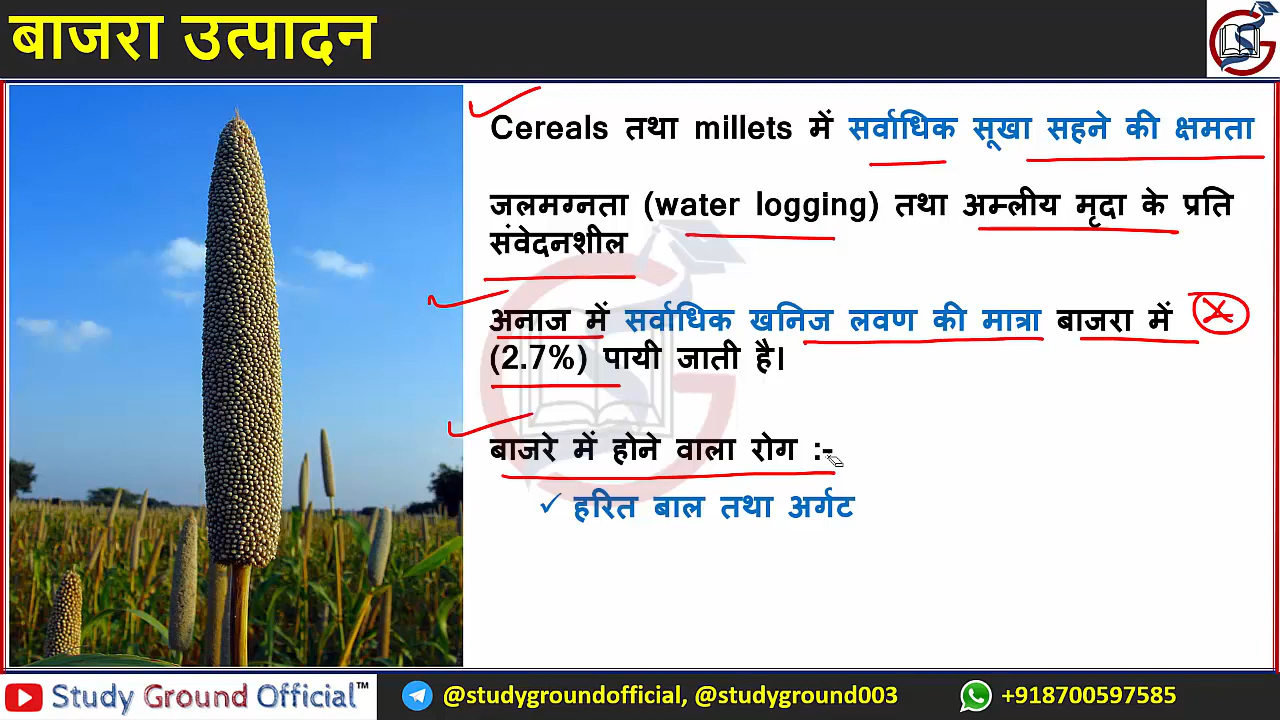 बाजरा उत्पादन
Cereals तथा millets में सर्वाधिक सूखा सहने की क्षमता
जलमग्नता (water logging) तथा अम्लीय मृदा के प्रति
संवेदनशील
अनाज में सर्वाधिक खनिज लवण की मात्रा बाजरा में
(2.7%) पायी जाती है।
बाजरे में होने वाला रोग :-
✓ हरित बाल तथा अर्गट
Study Ground Official™
@studygroundofficial, @studyground003
+918700597585